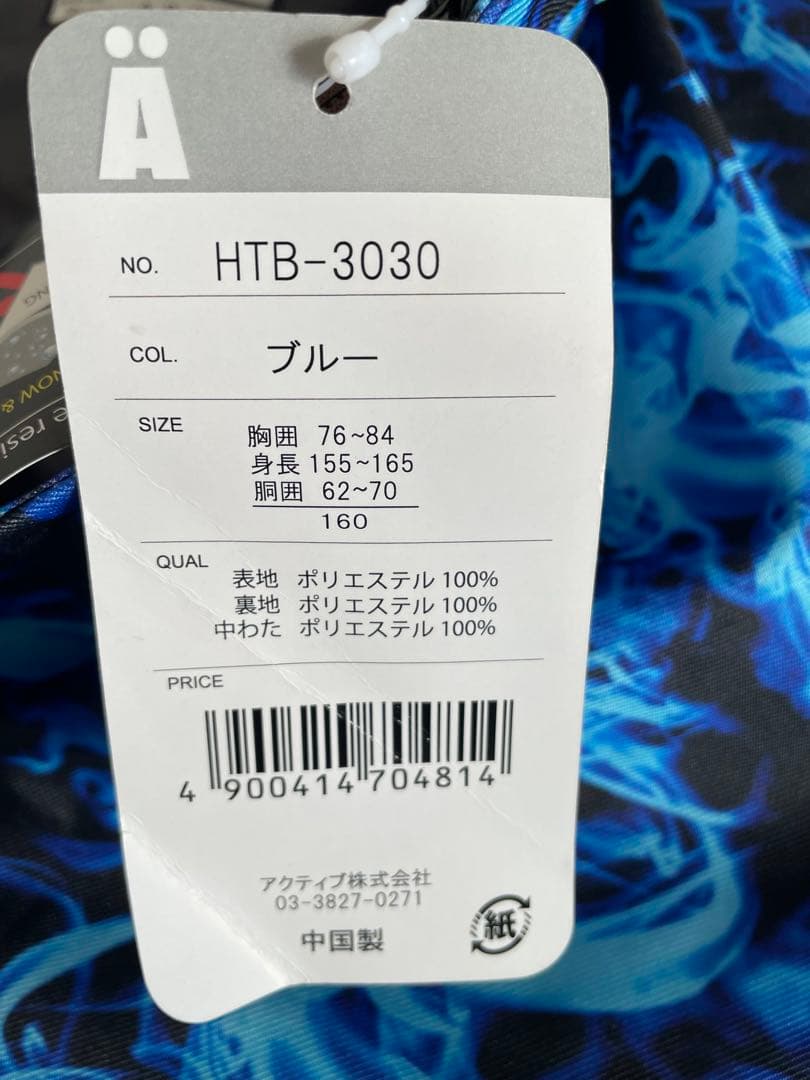 Ä
NO. HTB-3030
COL. ブルー
SIZE
胸囲 76~84
身長 155~165
胴囲 62~70
160
QUAL
表地 ポリエステル 100%
裏地 ポリエステル 100%
中わた ポリエステル 100%
PRICE
4 900414 704814
アクティブ株式会社
03-3827-0271
中国製
紙
NOW &
e resi